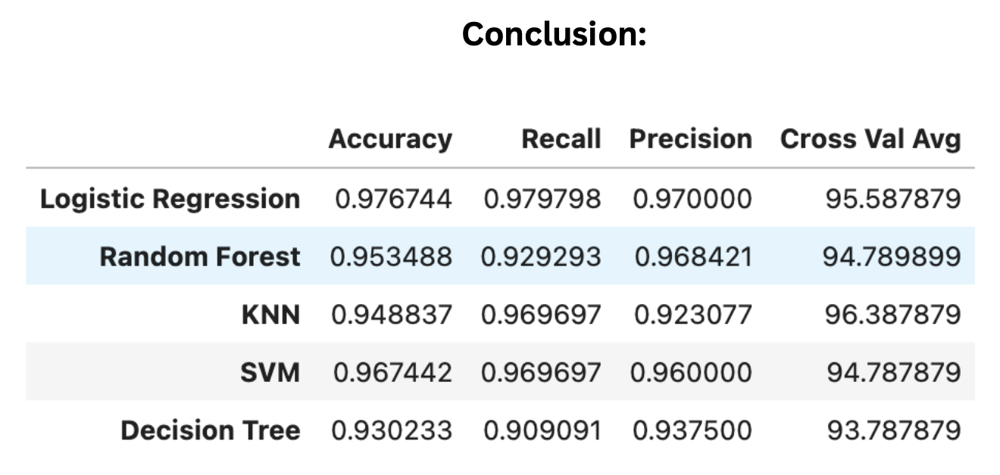 Conclusion:
Accuracy Recall Precision Cross Val Avg
Logistic Regression 0.976744 0.979798 0.970000 95.587879
Random Forest 0.953488 0.929293 0.968421 94.789899
KNN 0.948837 0.969697 0.923077 96.387879
SVM 0.967442 0.969697 0.960000 94.787879
Decision Tree 0.930233 0.909091 0.937500 93.787879